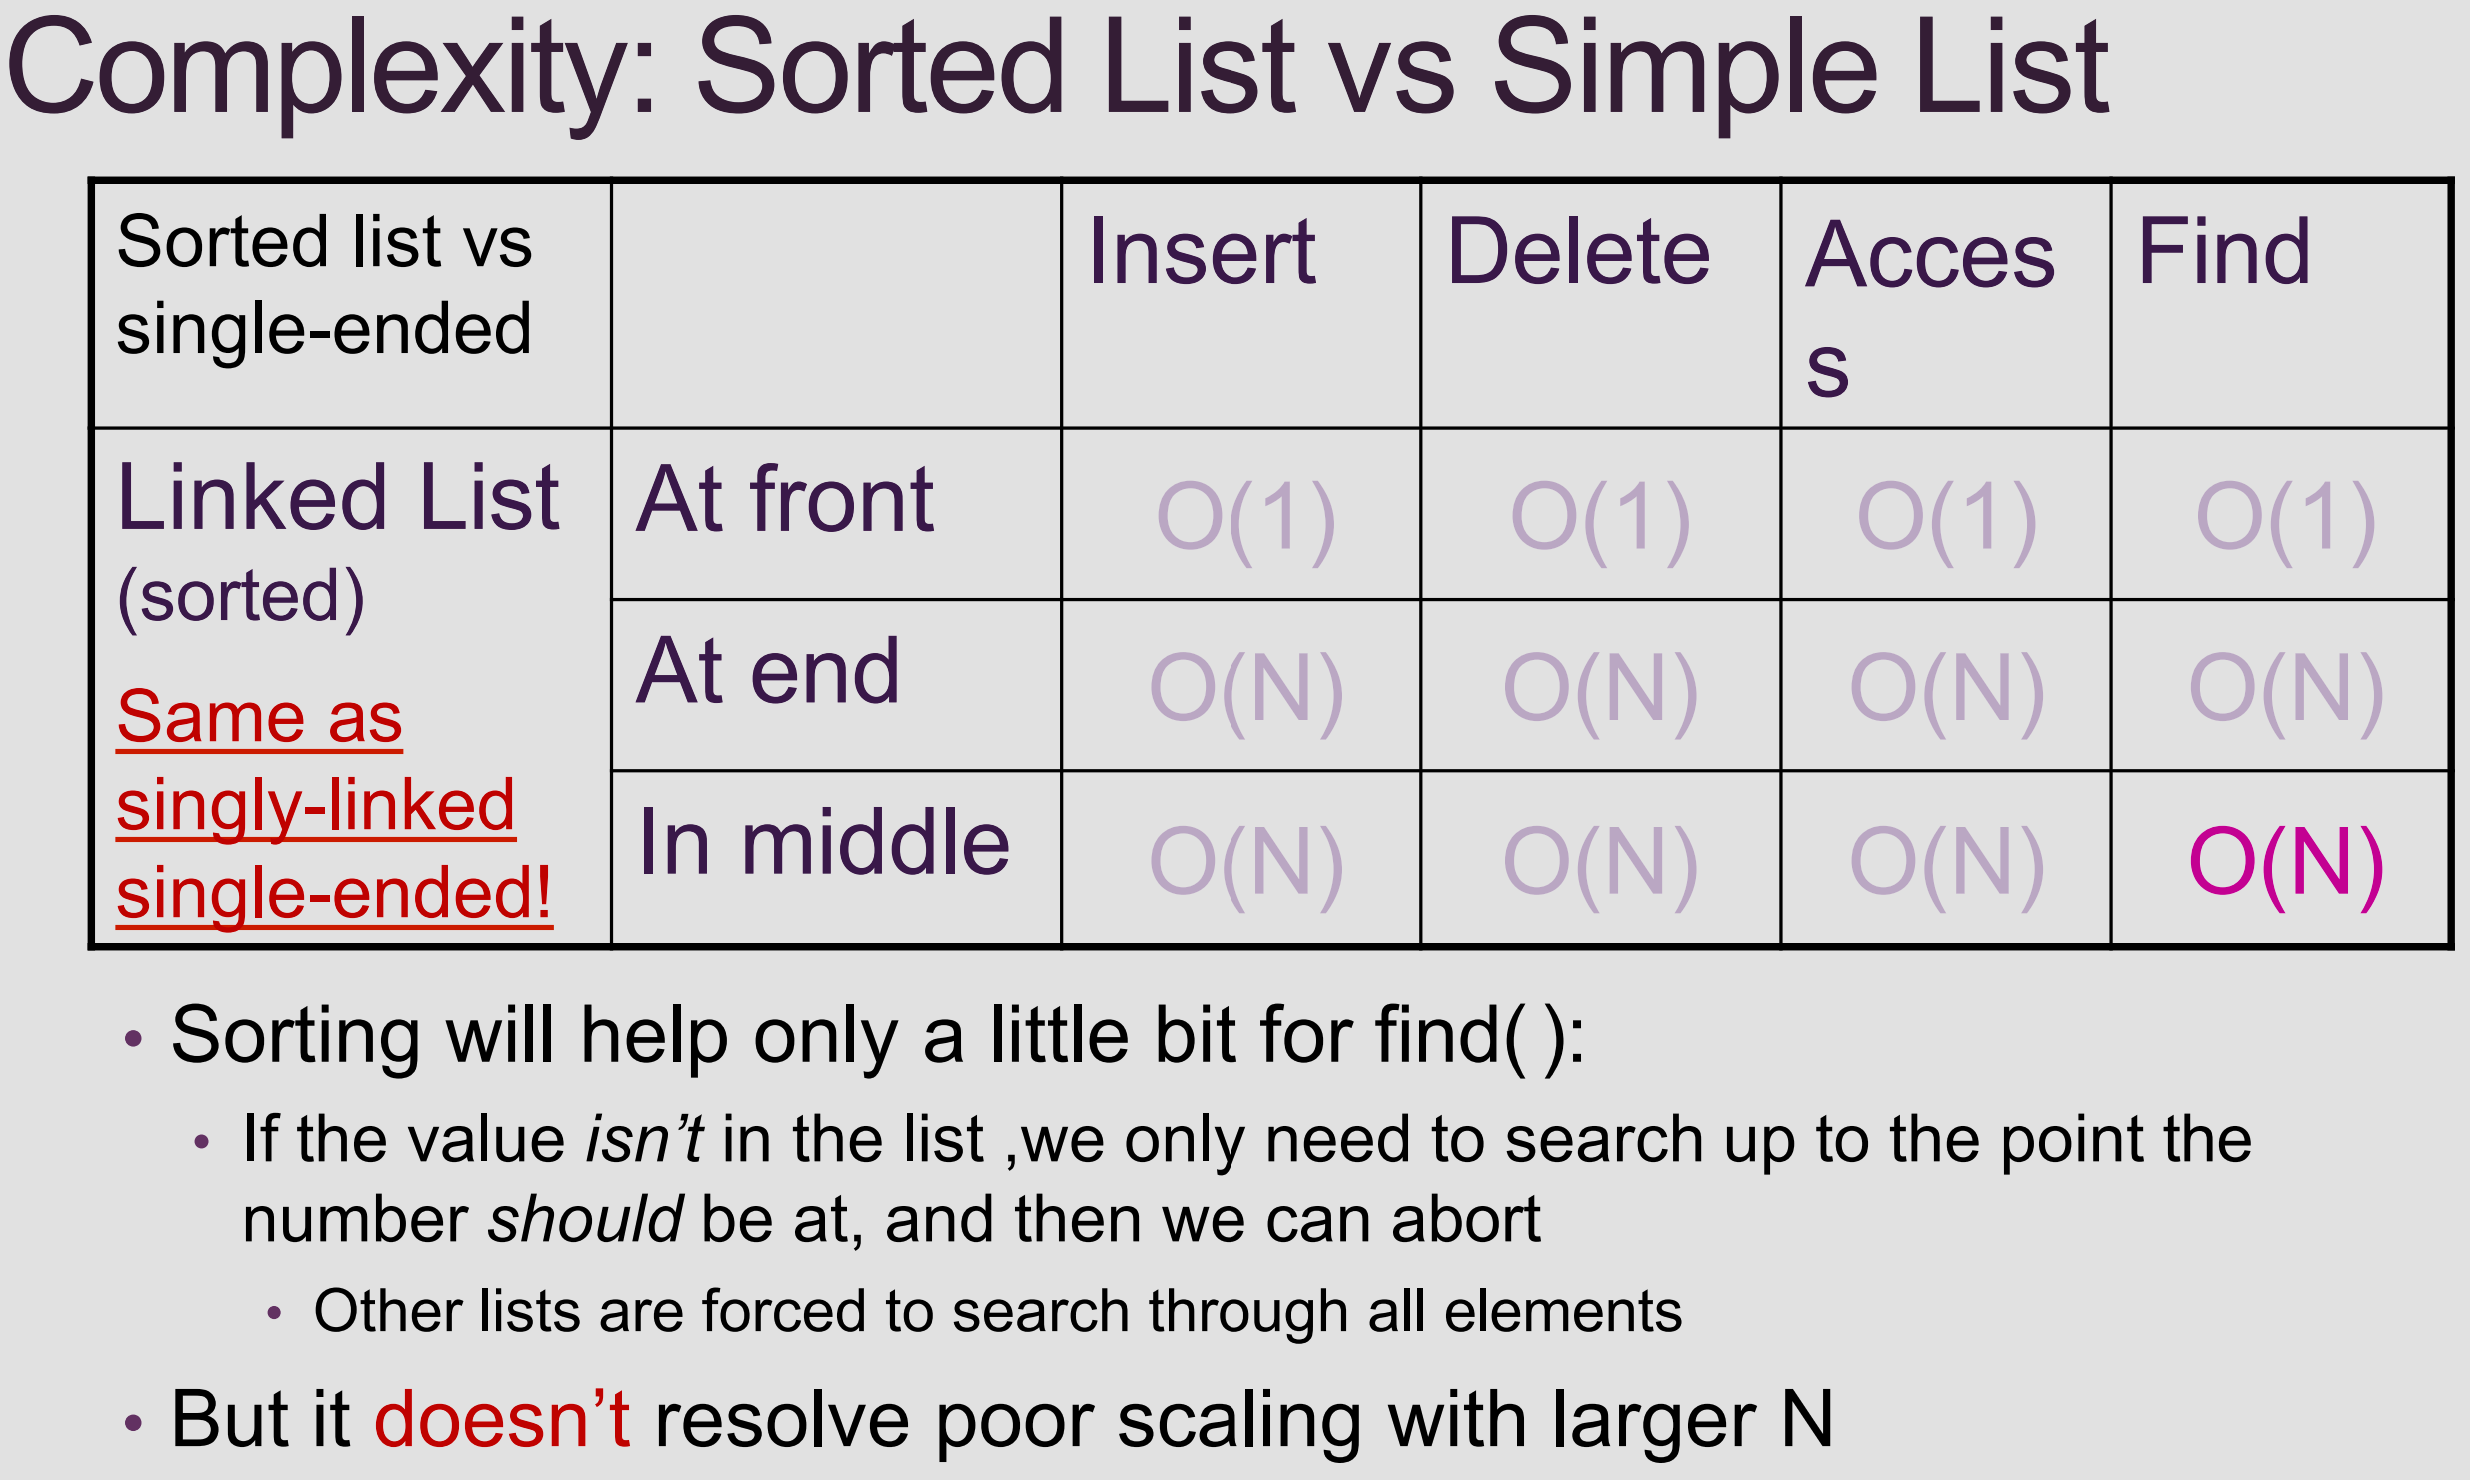 Complexity: Sorted List vs Simple List
Sorted list vs
single-ended
Insert
Delete
Acces
s
Find
Linked List
(sorted)
Same as
singly-linked
single-ended!
At front
O(1)
O(1)
O(1)
O(1)
At end
O(N)
O(N)
O(N)
O(N)
In middle
O(N)
O(N)
O(N)
O(N)
• Sorting will help only a little bit for find( ):
• If the value isn’t in the list ,we only need to search up to the point the
number should be at, and then we can abort
• Other lists are forced to search through all elements
• But it doesn’t resolve poor scaling with larger N